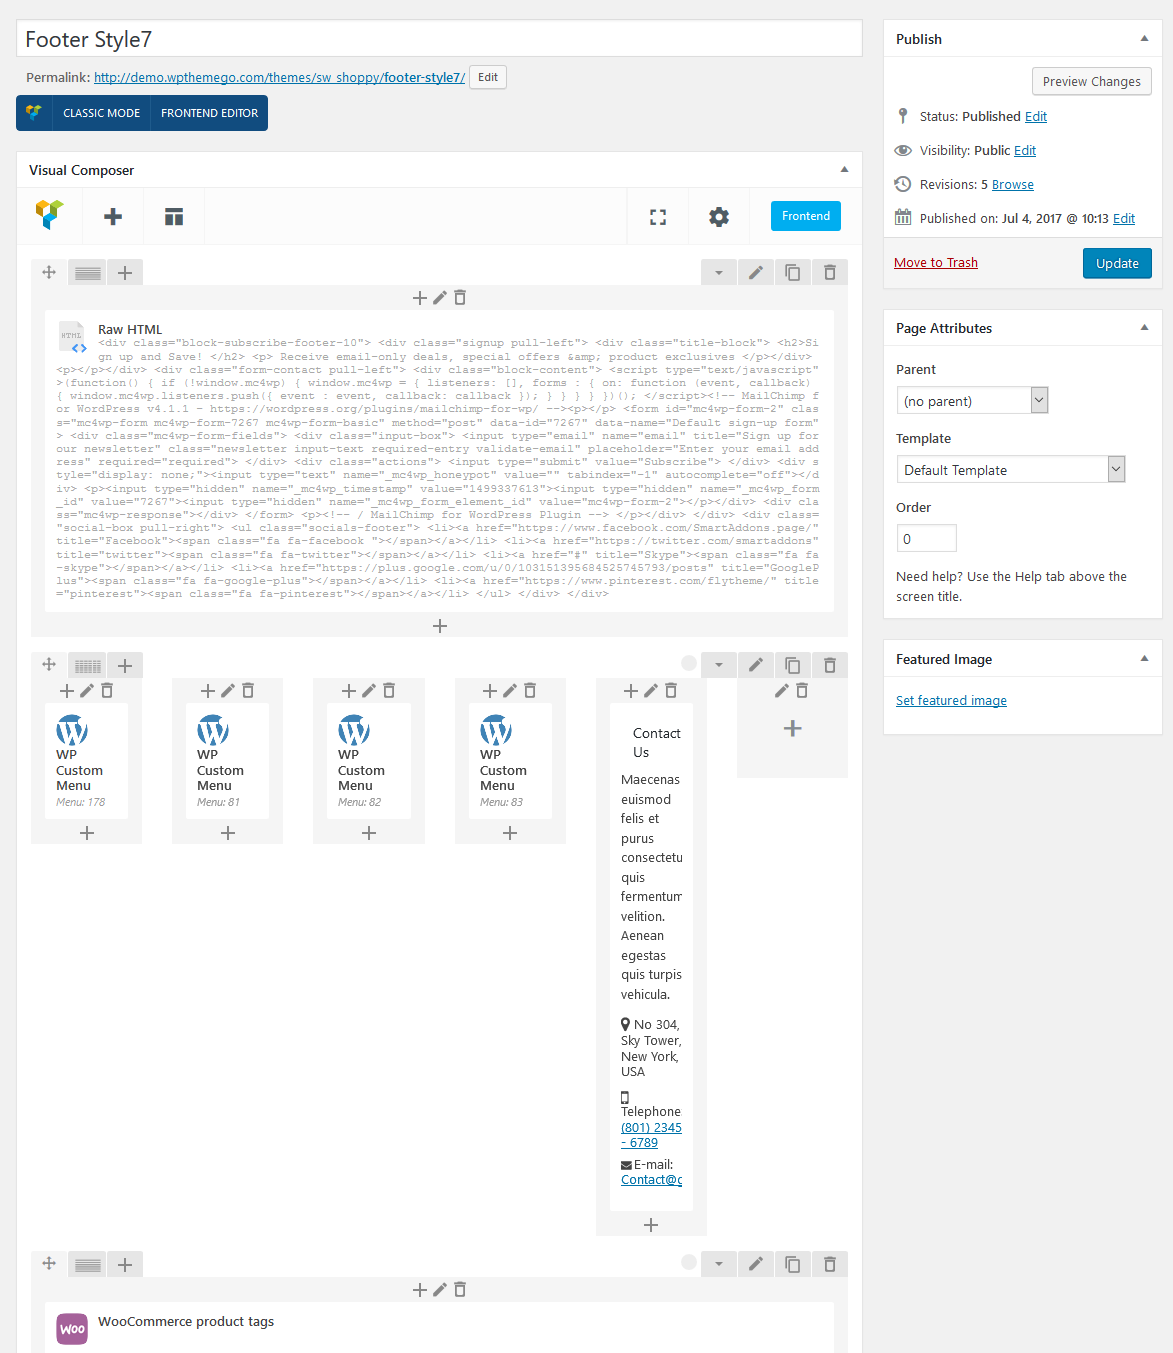 Footer Style7
Permalink: http://demo.wpthemego.com/themes/sw_shoppy/footer-style7/ Edit
CLASSIC MODE FRONTEND EDITOR
Visual Composer
Frontend
Raw HTML
HTML
<div class="block-subscribe-footer-10"> <div class="signup pull-left"> <div class="title-block"> <h2>Si
gn up and Save! </h2> <p> Receive email-only deals, special offers &amp; product exclusives </p></div>
<p></p></div> <div class="form-contact pull-left"> <div class="block-content"> <script type="text/javascript"
>(function() { if (!window.mc4wp) { window.mc4wp = { listeners: [], forms : { on: function (event, callback)
{ window.mc4wp.listeners.push({ event : event, callback: callback }); } } } } })(); </script><!-- MailChimp f
or WordPress v4.1.1 - https://wordpress.org/plugins/mailchimp-for-wp/ --><p></p> <form id="mc4wp-form-2" clas
s="mc4wp-form mc4wp-form-7267 mc4wp-form-basic" method="post" data-id="7267" data-name="Default sign-up form"
> <div class="mc4wp-form-fields"> <div class="input-box"> <input type="email" name="email" title="Sign up for
our newsletter" class="newsletter input-text required-entry validate-email" placeholder="Enter your email add
ress" required="required"> </div> <div class="actions"> <input type="submit" value="Subscribe"> </div> <div s
tyle="display: none;"><input type="text" name="_mc4wp_honeypot" value="" tabindex="-1" autocomplete="off"></d
iv> <p><input type="hidden" name="_mc4wp_timestamp" value="1499337613"><input type="hidden" name="_mc4wp_form
_id" value="7267"><input type="hidden" name="_mc4wp_form_element_id" value="mc4wp-form-2"></p></div> <div cla
ss="mc4wp-response"></div> </form> <p><!-- / MailChimp for WordPress Plugin --> </p></div> </div> <div class=
"social-box pull-right"> <ul class="socials-footer"> <li><a href="https://www.facebook.com/SmartAddons.page/"
title="Facebook"><span class="fa fa-facebook "></span></a></li> <li><a href="https://twitter.com/smartaddons"
title="twitter"><span class="fa fa-twitter"></span></a></li> <li><a href="#" title="Skype"><span class="fa fa
-skype"></span></a></li> <li><a href="https://plus.google.com/u/0/103151395684525745793/posts" title="GoogleP
lus"><span class="fa fa-google-plus"></span></a></li> <li><a href="https://www.pinterest.com/flytheme/" title
="pinterest"><span class="fa fa-pinterest"></span></a></li> </ul> </div> </div>
WP
Custom
Menu
Menu: 178
WP
Custom
Menu
Menu: 81
WP
Custom
Menu
Menu: 82
WP
Custom
Menu
Menu: 83
Contact
Us
Maecenas
euismod
felis et
purus
consectetu
quis
fermentum
velition.
Aenean
egestas
quis turpis
vehicula.
No 304,
Sky Tower,
New York,
USA
Telephone
(801) 2345
- 6789
E-mail:
Contact@g
Woo
WooCommerce product tags
Publish
Preview Changes
Status: Published Edit
Visibility: Public Edit
Revisions: 5 Browse
Published on: Jul 4, 2017 @ 10:13 Edit
Move to Trash
Update
Page Attributes
Parent
(no parent)
Template
Default Template
Order
0
Need help? Use the Help tab above the
screen title.
Featured Image
Set featured image